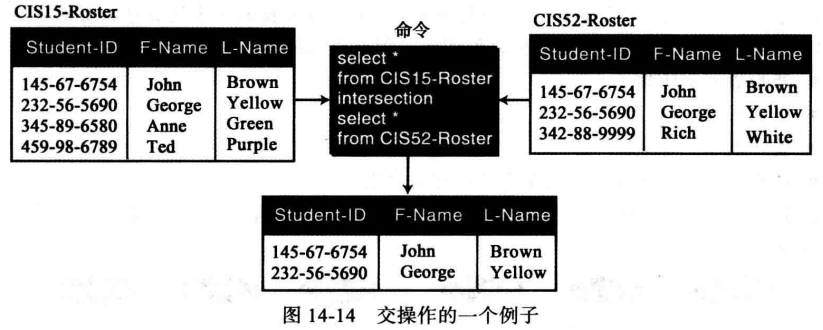 CIS15-Roster
Student-ID F-Name L-Name
145-67-6754 John Brown
232-56-5690 George Yellow
345-89-6580 Anne Green
459-98-6789 Ted Purple
命令
select *
from CIS15-Roster
intersection
select *
from CIS52-Roster
CIS52-Roster
Student-ID F-Name L-Name
145-67-6754 John Brown
232-56-5690 George Yellow
342-88-9999 Rich White
Student-ID F-Name L-Name
145-67-6754 John Brown
232-56-5690 George Yellow
图 14-14 交操作的一个例子